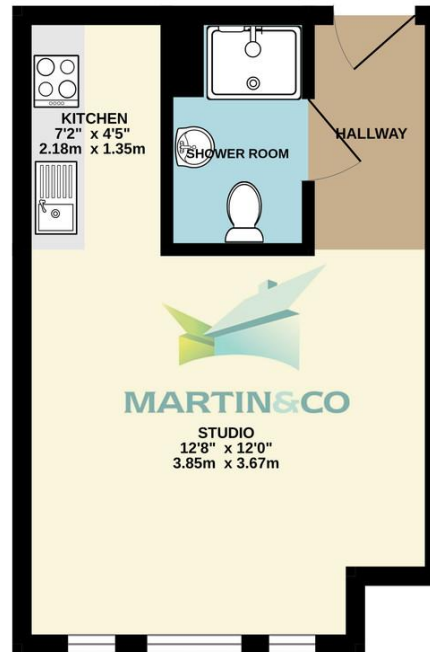 KITCHEN
7'2" x 4'5"
2.18m x 1.35m
SHOWER ROOM
HALLWAY
MARTIN&CO
STUDIO
12'8" x 12'0"
3.85m x 3.67m